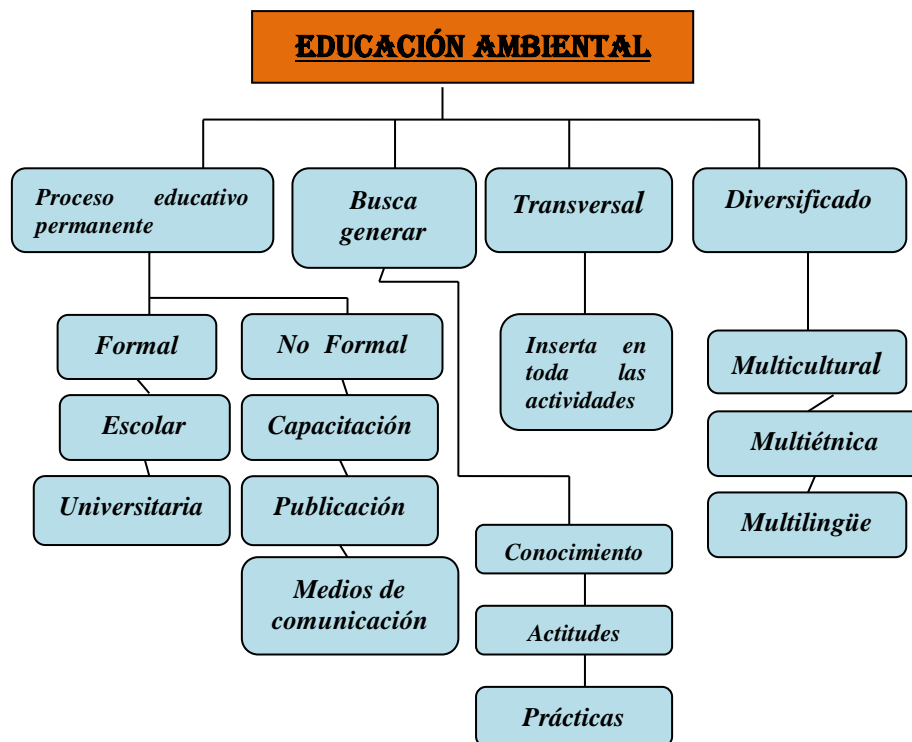 EDUCACIÓN AMBIENTAL
Proceso educativo
permanente
Busca
generar
Transversal
Diversificado
Formal
No Formal
Inserta en
toda las
actividades
Multicultural
Escolar
Capacitación
Multiétnica
Universitaria
Publicación
Multilingüe
Conocimiento
Medios de
comunicación
Actitudes
Prácticas